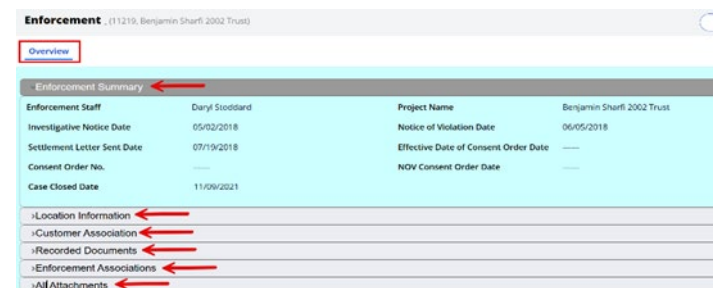 Enforcement , (11219, Benjamin Sharfi 2002 Trust)
Overview
›Enforcement Summary
Enforcement Staff Daryl Stoddard Project Name Benjamin Sharfi 2002 Trust
Investigative Notice Date 05/02/2018 Notice of Violation Date 06/05/2018
Settlement Letter Sent Date 07/19/2018 Effective Date of Consent Order Date -----
Consent Order No. ----- NOV Consent Order Date -----
Case Closed Date 11/09/2021
›Location Information
›Customer Association
›Recorded Documents
›Enforcement Associations
›All Attachments